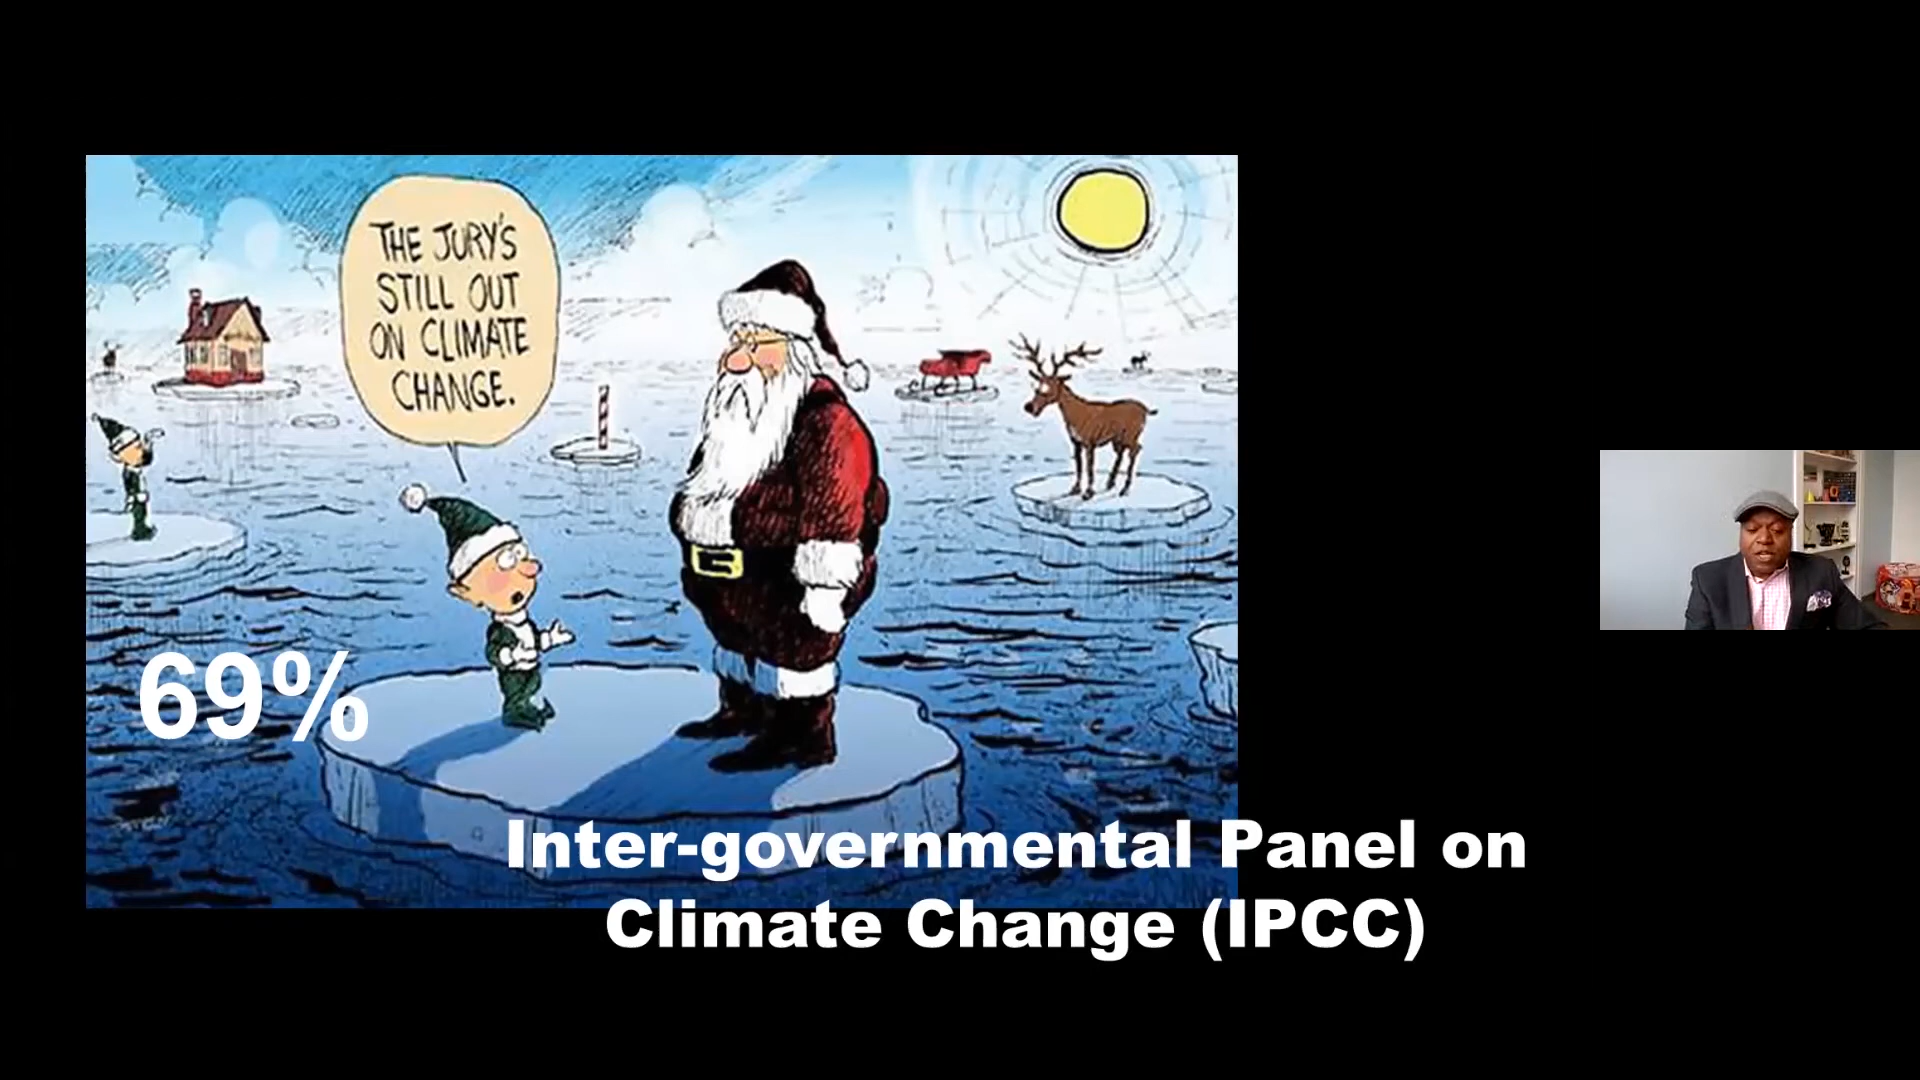 THE JURY'S
STILL OUT
ON CLIMATE
CHANGE.
69%
Inter-governmental Panel on
Climate Change (IPCC)